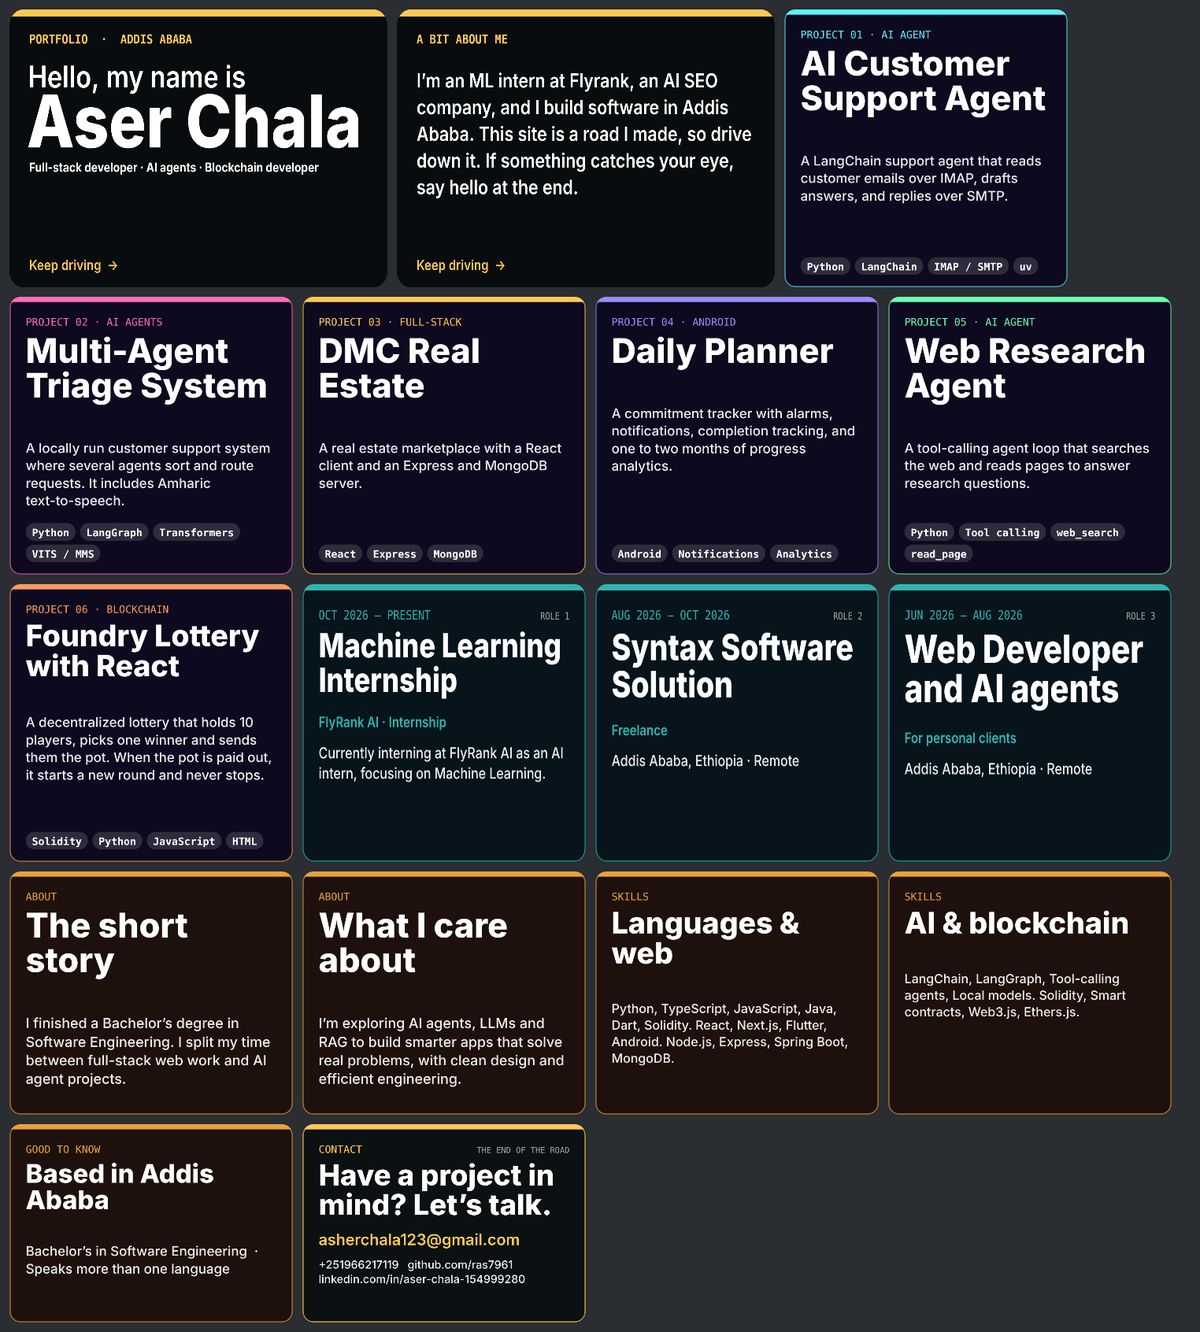 PORTFOLIO · ADDIS ABABA
Hello, my name is
Aser Chala
Full-stack developer · AI agents · Blockchain developer
Keep driving →
A BIT ABOUT ME
I’m an ML intern at Flyrank, an AI SEO
company, and I build software in Addis
Ababa. This site is a road I made, so drive
down it. If something catches your eye,
say hello at the end.
Keep driving →
PROJECT 01 · AI AGENT
AI Customer
Support Agent
A LangChain support agent that reads
customer emails over IMAP, drafts
answers, and replies over SMTP.
Python LangChain IMAP / SMTP uv
PROJECT 02 · AI AGENTS
Multi-Agent
Triage System
A locally run customer support system
where several agents sort and route
requests. It includes Amharic
text-to-speech.
Python LangGraph Transformers
VITS / MMS
PROJECT 03 · FULL-STACK
DMC Real
Estate
A real estate marketplace with a React
client and an Express and MongoDB
server.
React Express MongoDB
PROJECT 04 · ANDROID
Daily Planner
A commitment tracker with alarms,
notifications, completion tracking, and
one to two months of progress
analytics.
Android Notifications Analytics
PROJECT 05 · AI AGENT
Web Research
Agent
A tool-calling agent loop that searches
the web and reads pages to answer
research questions.
Python Tool calling web_search
read_page
PROJECT 06 · BLOCKCHAIN
Foundry Lottery
with React
A decentralized lottery that holds 10
players, picks one winner and sends
them the pot. When the pot is paid out,
it starts a new round and never stops.
Solidity Python JavaScript HTML
OCT 2026 — PRESENT ROLE 1
Machine Learning
Internship
FlyRank AI · Internship
Currently interning at FlyRank AI as an AI
intern, focusing on Machine Learning.
AUG 2026 — OCT 2026 ROLE 2
Syntax Software
Solution
Freelance
Addis Ababa, Ethiopia · Remote
JUN 2026 — AUG 2026 ROLE 3
Web Developer
and AI agents
For personal clients
Addis Ababa, Ethiopia · Remote
ABOUT
The short
story
I finished a Bachelor’s degree in
Software Engineering. I split my time
between full-stack web work and AI
agent projects.
ABOUT
What I care
about
I’m exploring AI agents, LLMs and
RAG to build smarter apps that solve
real problems, with clean design and
efficient engineering.
SKILLS
Languages &
web
Python, TypeScript, JavaScript, Java,
Dart, Solidity. React, Next.js, Flutter,
Android. Node.js, Express, Spring Boot,
MongoDB.
SKILLS
AI & blockchain
LangChain, LangGraph, Tool-calling
agents, Local models. Solidity, Smart
contracts, Web3.js, Ethers.js.
GOOD TO KNOW
Based in Addis
Ababa
Bachelor’s in Software Engineering ·
Speaks more than one language
CONTACT THE END OF THE ROAD
Have a project in
mind? Let’s talk.
asherchala123@gmail.com
+251966217119 github.com/ras7961
linkedin.com/in/aser-chala-154999280